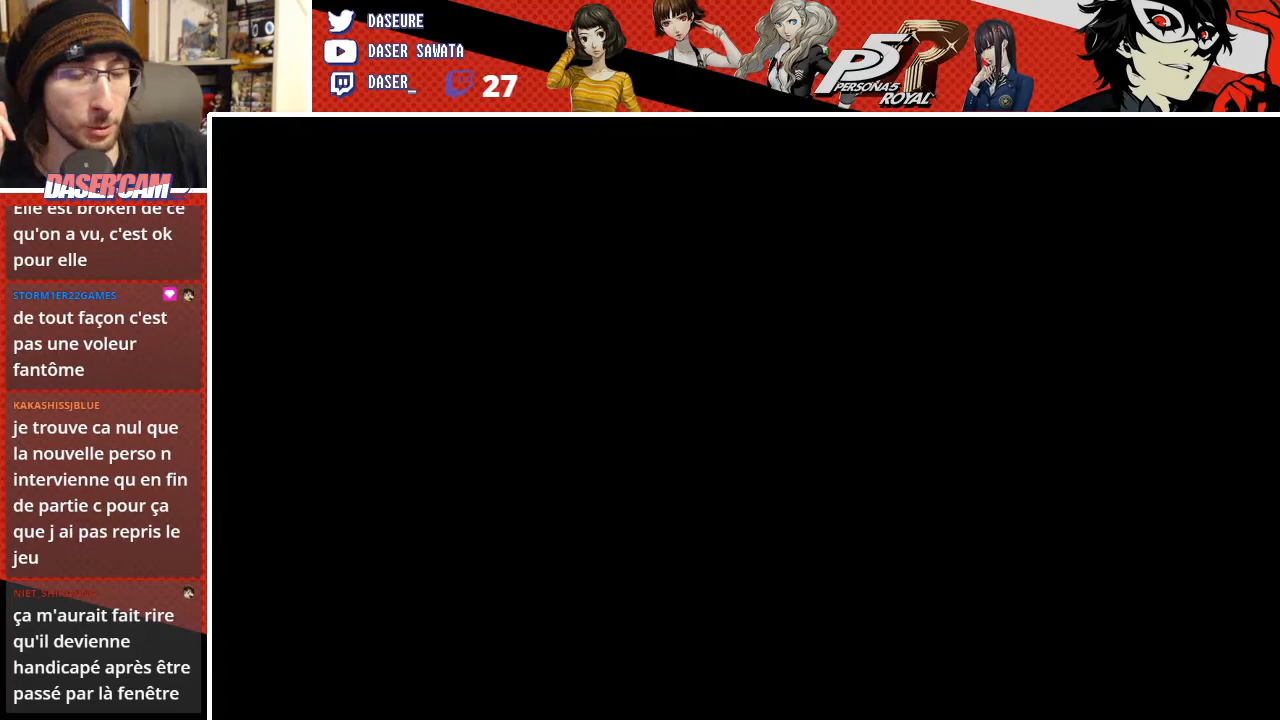 DASEURE
DASER SAWATA
DASER_
27
P5R
PERSONA5
ROYAL
DASER'CAM
Elle est broken de ce
qu'on a vu, c'est ok
pour elle
STORM1ER22GAMES
de tout façon c'est
pas une voleur
fantôme
KAKASHISSJBLUE
je trouve ca nul que
la nouvelle perso n
intervienne qu en fin
de partie c pour ça
que j ai pas repris le
jeu
ça m'aurait fait rire
qu'il devienne
handicapé après être
passé par là fenêtre